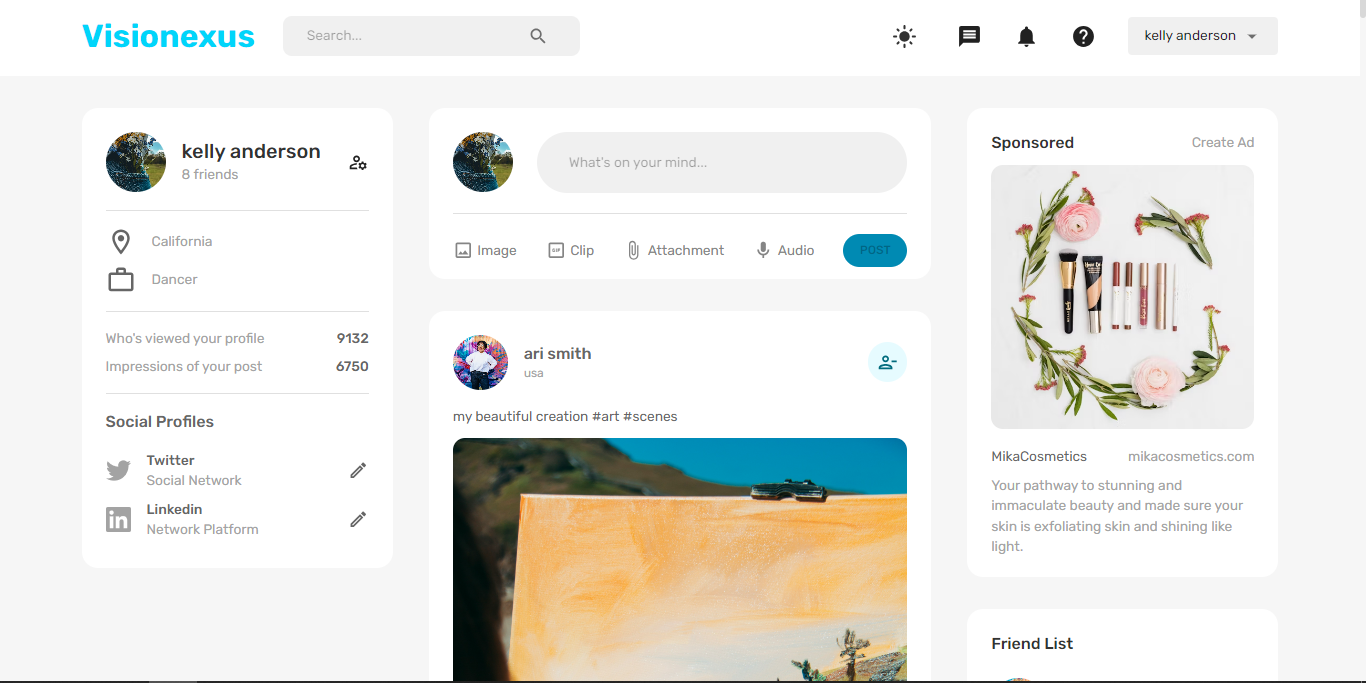 Visionexus
Search...
kelly anderson
kelly anderson
8 friends
California
Dancer
Who's viewed your profile 9132
Impressions of your post 6750
Social Profiles
Twitter
Social Network
Linkedin
Network Platform
What's on your mind...
Image
GIF Clip
Attachment
Audio
POST
ari smith
usa
my beautiful creation #art #scenes
Sponsored Create Ad
MikaCosmetics mikacosmetics.com
Your pathway to stunning and
immaculate beauty and made sure your
skin is exfoliating skin and shining like
light.
Friend List